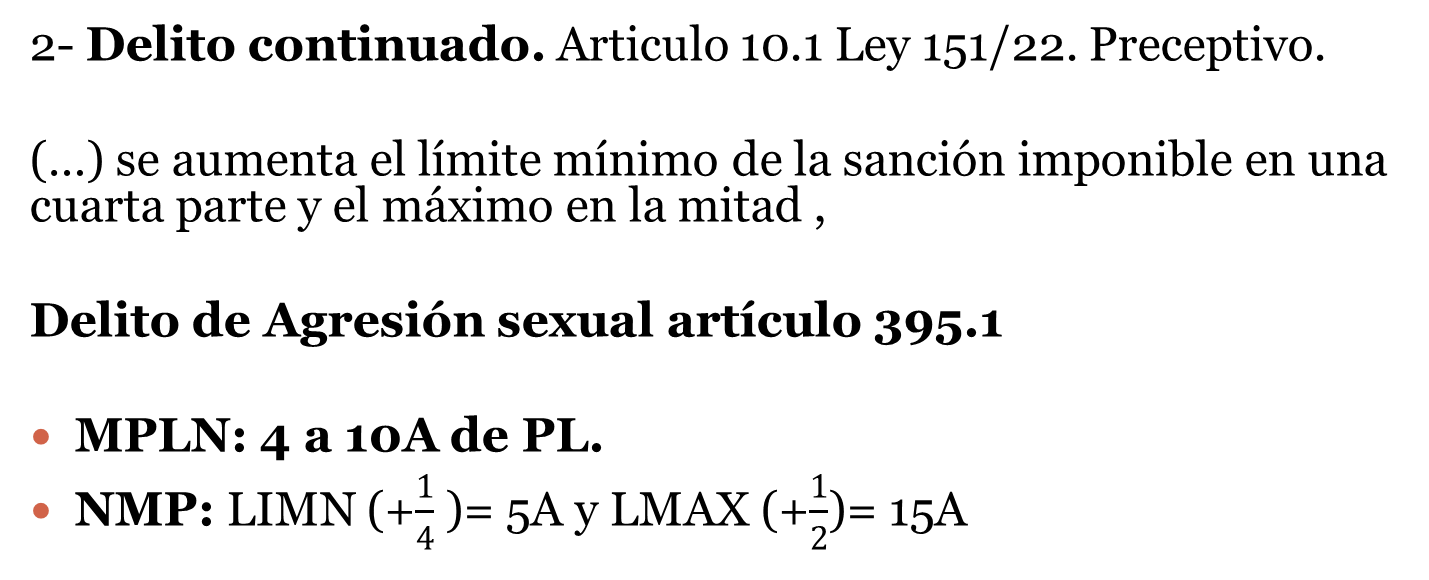 2- Delito continuado. Articulo 10.1 Ley 151/22. Preceptivo.
(...) se aumenta el límite mínimo de la sanción imponible en una
cuarta parte y el máximo en la mitad ,
Delito de Agresión sexual artículo 395.1
• MPLN: 4 a 10A de PL.
• NMP: LIMN (+1/4 )= 5A y LMAX (+1/2)= 15A